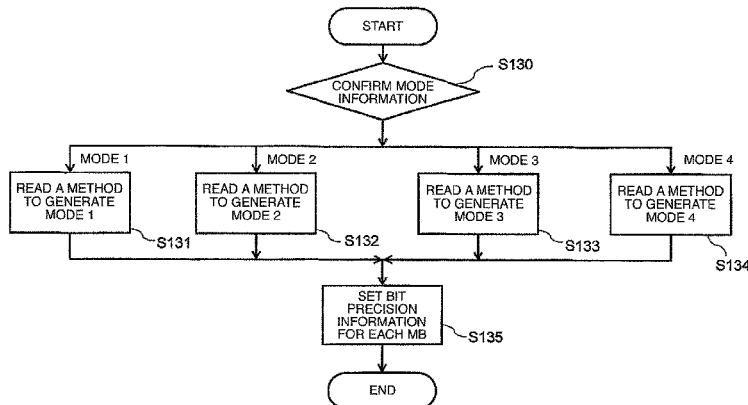 START
S130
CONFIRM MODE
INFORMATION
MODE 1
MODE 2
MODE 3
MODE 4
READ A METHOD
TO GENERATE
MODE 1
READ A METHOD
TO GENERATE
MODE 2
READ A METHOD
TO GENERATE
MODE 3
READ A METHOD
TO GENERATE
MODE 4
S131
S132
S133
S134
SET BIT
PRECISION
INFORMATION
FOR EACH MB
S135
END